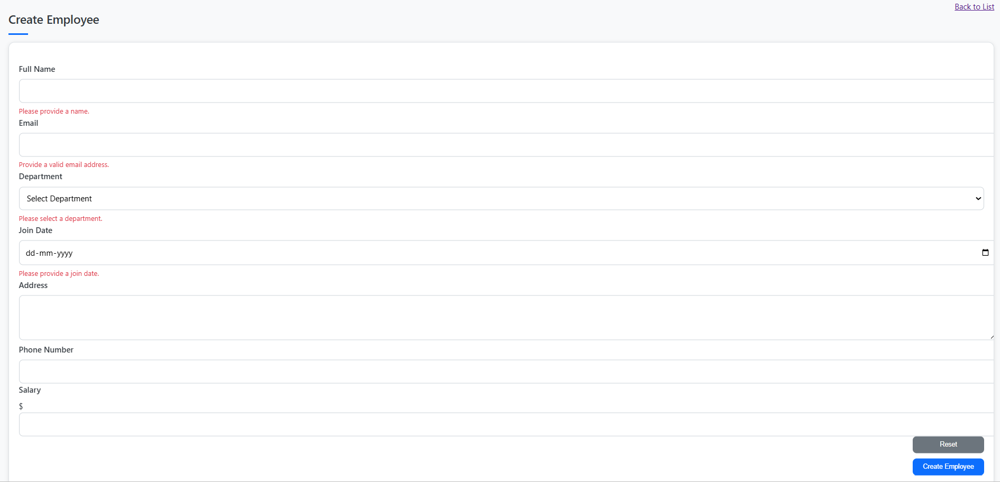 Back to List
Create Employee
Full Name
Please provide a name.
Email
Provide a valid email address.
Department
Select Department
Please select a department.
Join Date
dd-mm-yyyy
Please provide a join date.
Address
Phone Number
Salary
$
Reset
Create Employee